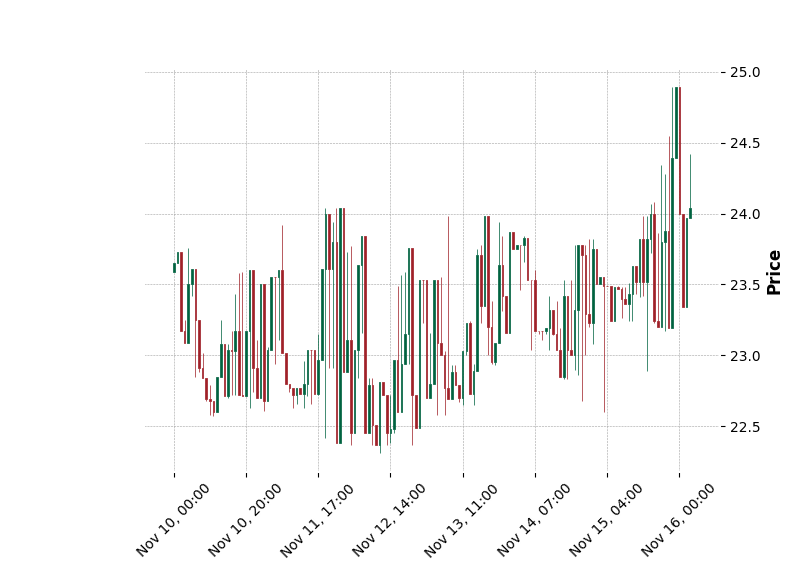 25.0
24.5
24.0
23.5
23.0
22.5
Price
Nov 10, 00:00
Nov 10, 20:00
Nov 11, 17:00
Nov 12, 14:00
Nov 13, 11:00
Nov 14, 07:00
Nov 15, 04:00
Nov 16, 00:00